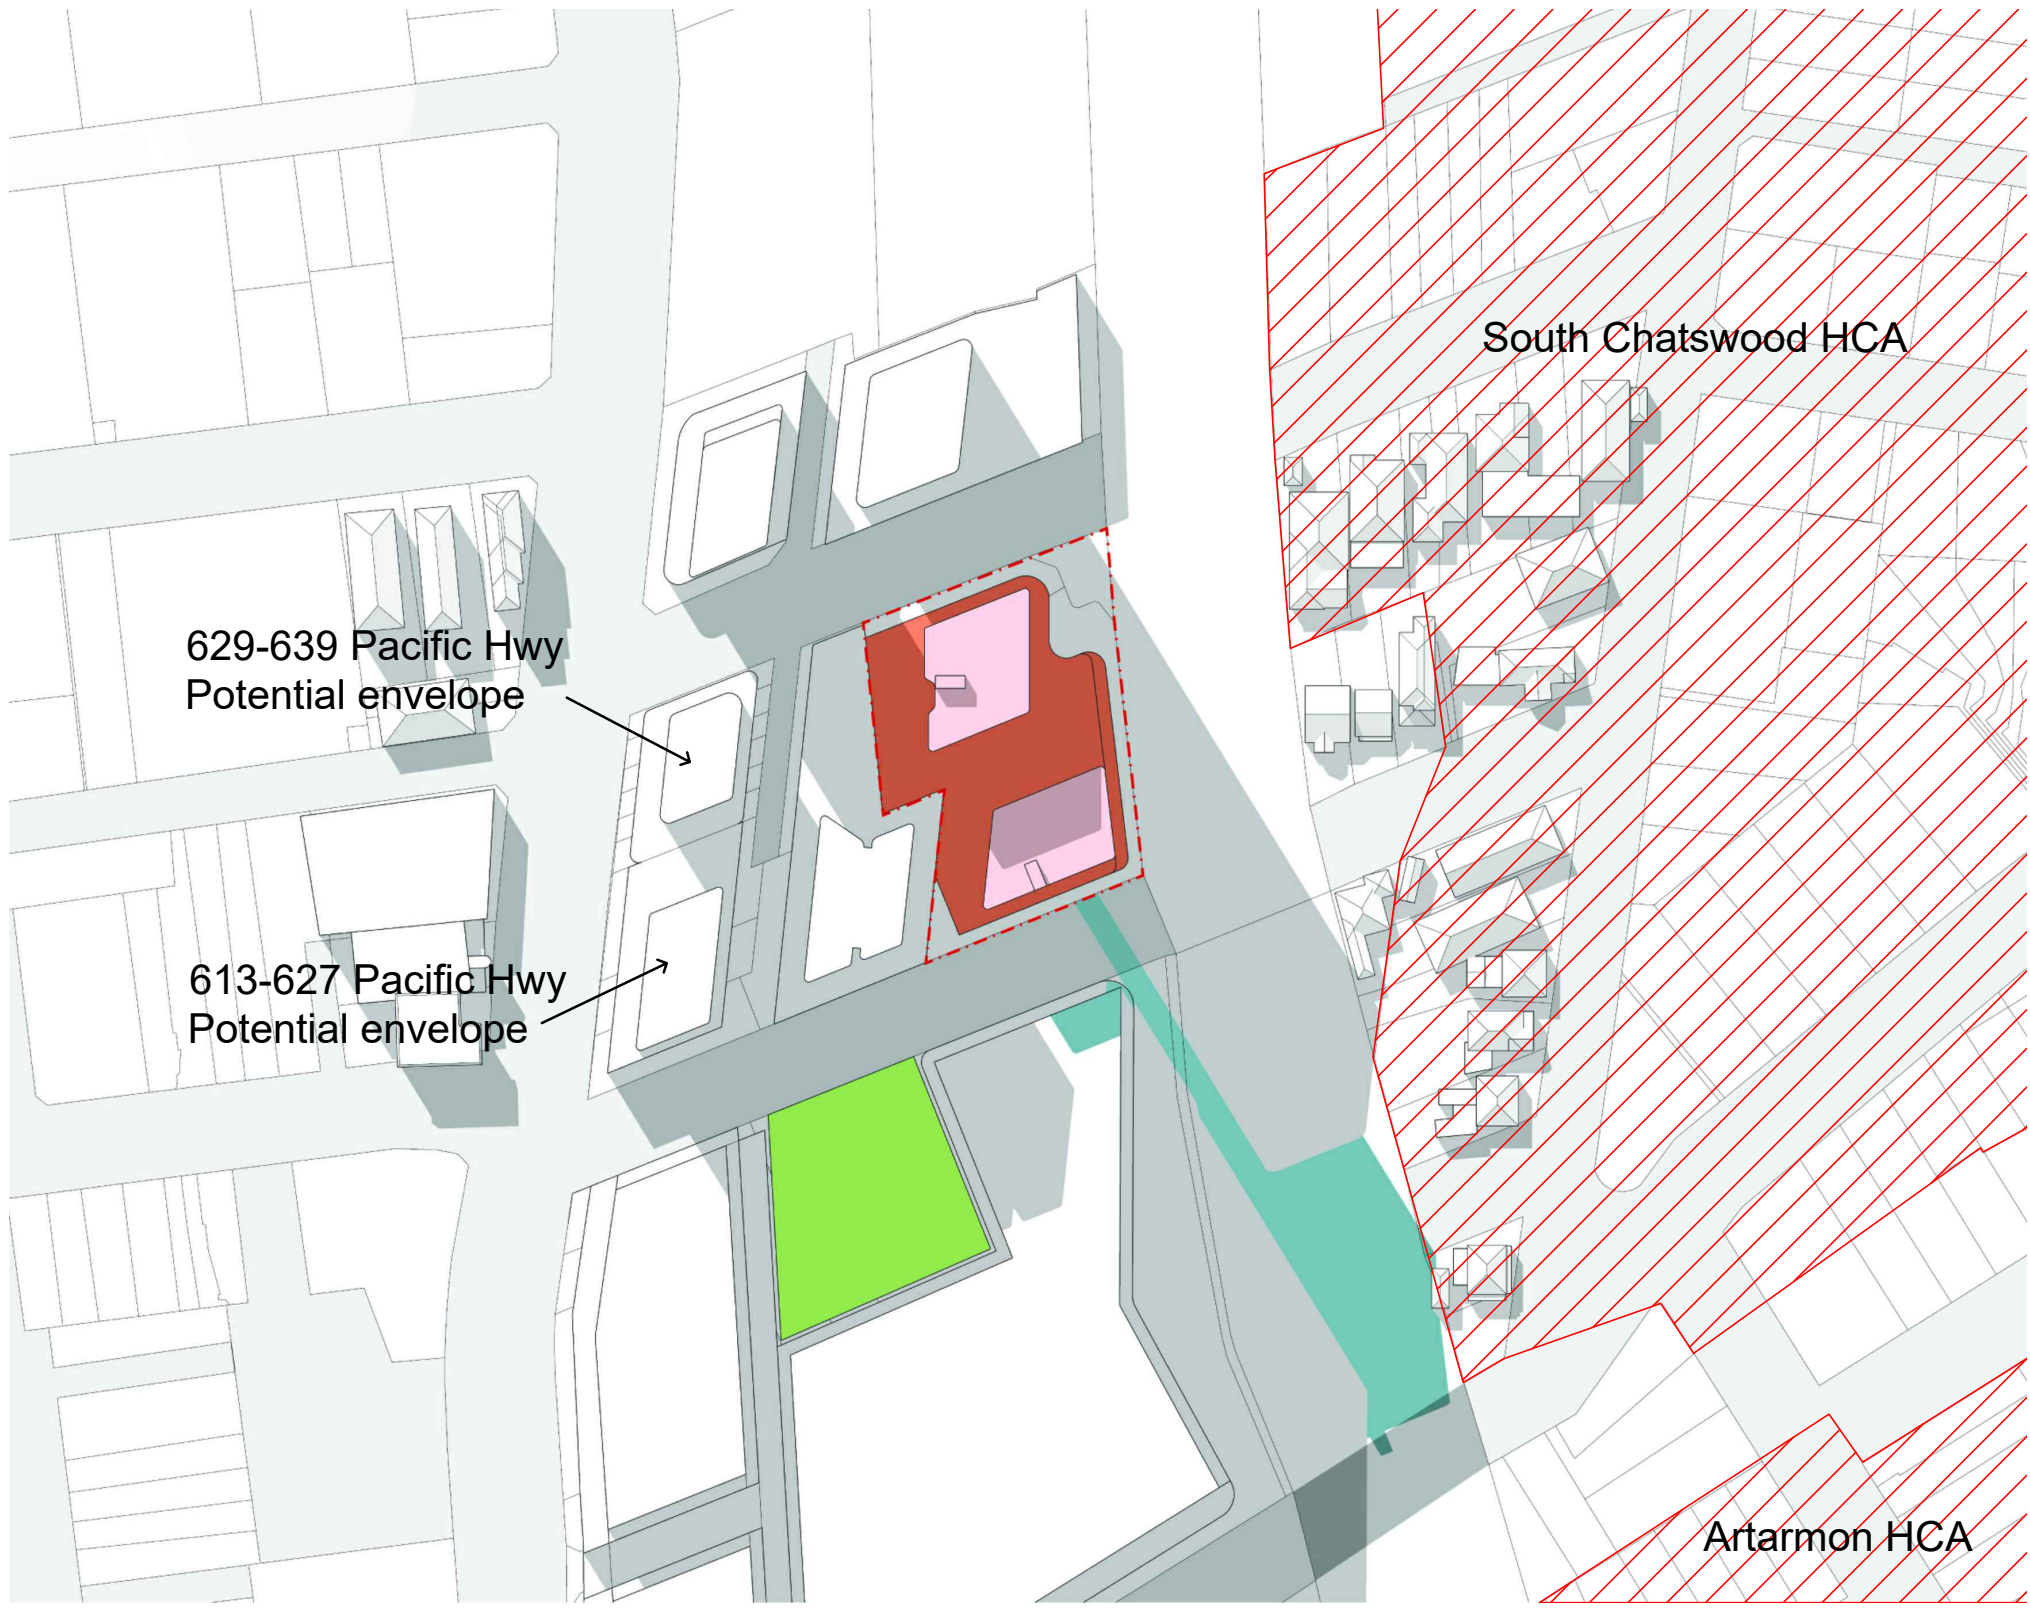 South Chatswood HCA
629-639 Pacific Hwy
Potential envelope
613-627 Pacific Hwy
Potential envelope
Artarmon HCA